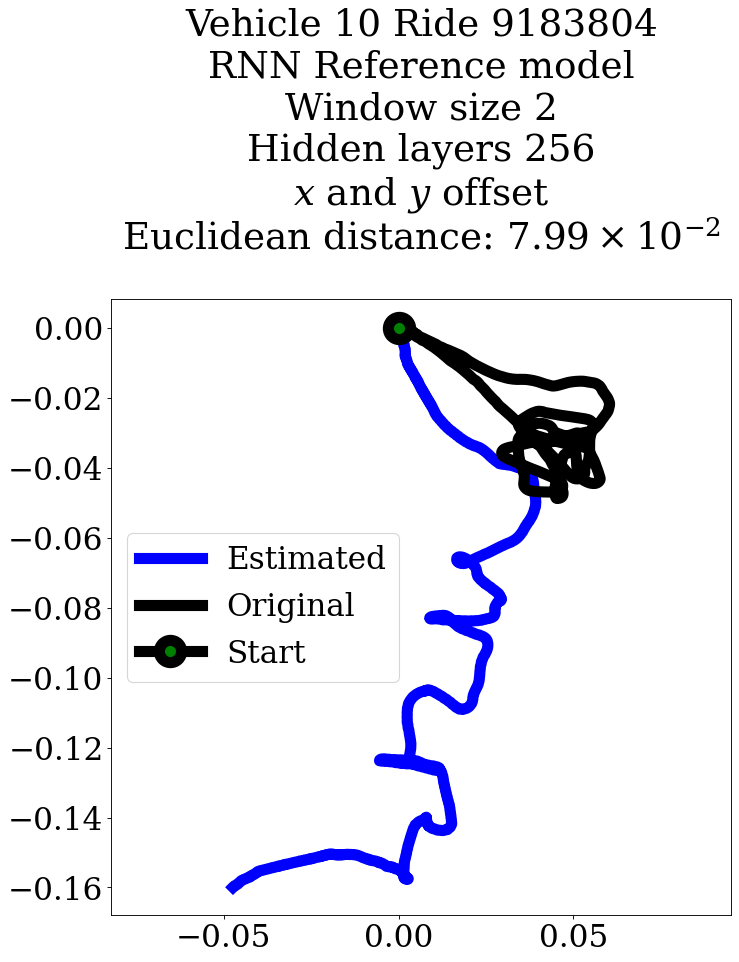 Vehicle 10 Ride 9183804
RNN Reference model
Window size 2
Hidden layers 256
x and y offset
Euclidean distance: 7.99 × 10⁻²
0.00
−0.02
−0.04
−0.06
−0.08
−0.10
−0.12
−0.14
−0.16
Estimated
Original
Start
−0.05
0.00
0.05